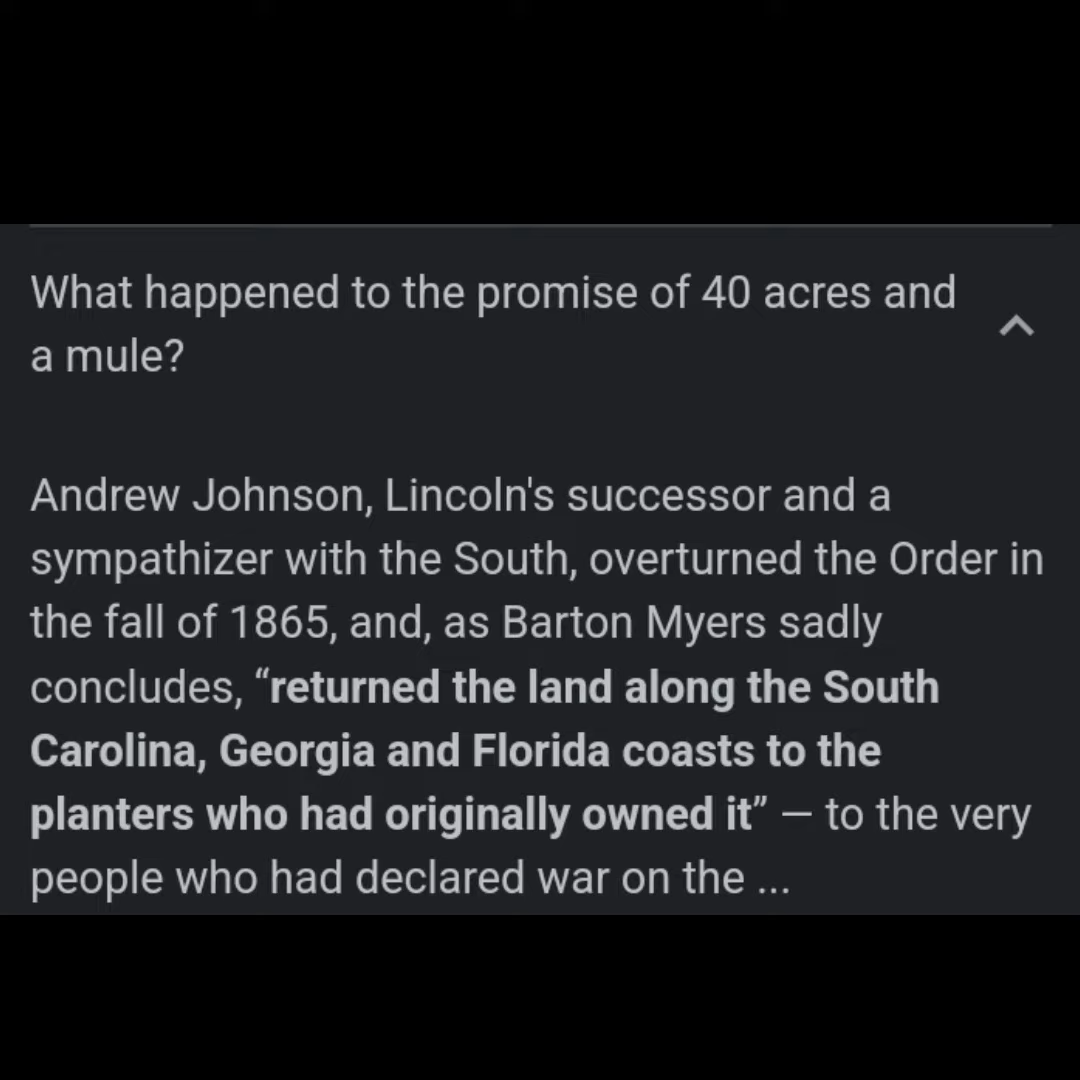 What happened to the promise of 40 acres and
a mule?
Andrew Johnson, Lincoln's successor and a
sympathizer with the South, overturned the Order in
the fall of 1865, and, as Barton Myers sadly
concludes, “returned the land along the South
Carolina, Georgia and Florida coasts to the
planters who had originally owned it” — to the very
people who had declared war on the ...